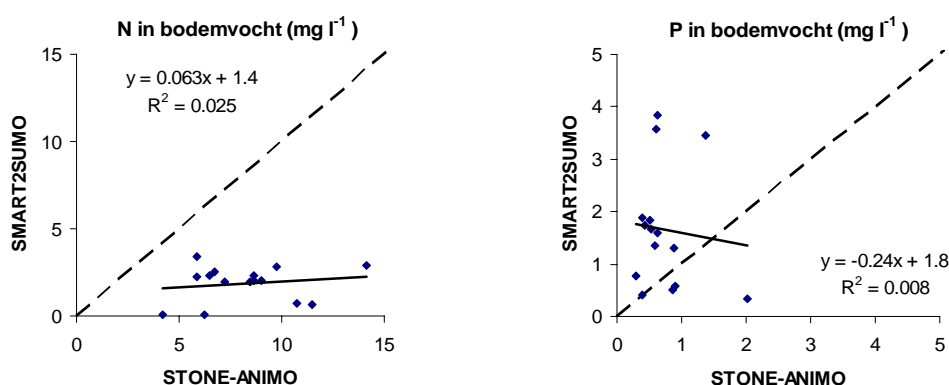 N in bodemvocht (mg l⁻¹ )
15
10
5
0
y = 0.063x + 1.4
R² = 0.025
SMART2SUMO
0 5 10 15
STONE-ANIMO
P in bodemvocht (mg l⁻¹ )
5
4
3
2
1
0
SMART2SUMO
y = -0.24x + 1.8
R² = 0.008
0 1 2 3 4 5
STONE-ANIMO